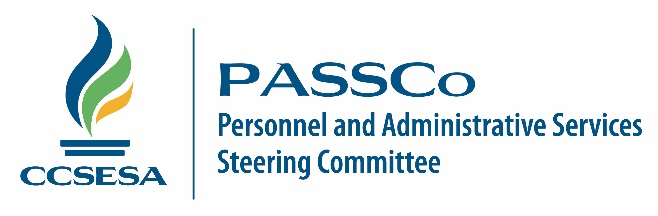 CCSESA
PASSCo
Personnel and Administrative Services
Steering Committee